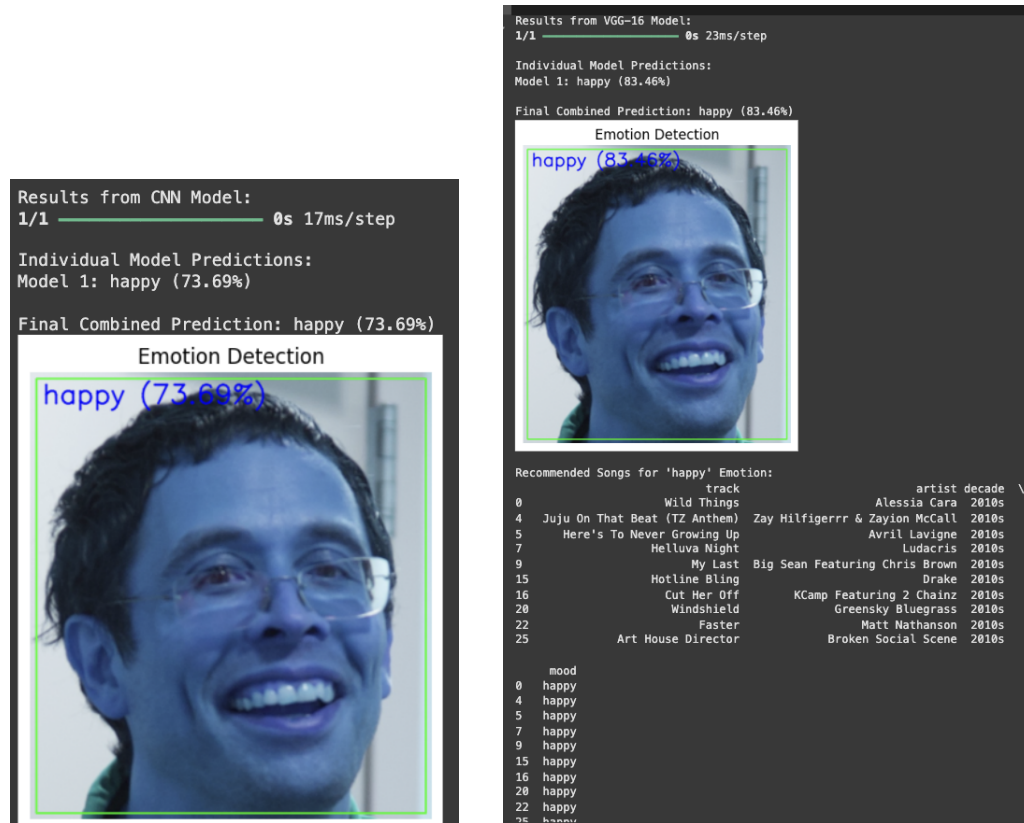 Results from CNN Model:
1/1 0s 17ms/step
Individual Model Predictions:
Model 1: happy (73.69%)
Final Combined Prediction: happy (73.69%)
Emotion Detection
happy (73.69%)
Results from VGG-16 Model:
1/1 0s 23ms/step
Individual Model Predictions:
Model 1: happy (83.46%)
Final Combined Prediction: happy (83.46%)
Emotion Detection
happy (83.46%)
Recommended Songs for 'happy' Emotion:
track artist decade \
0 Wild Things Alessia Cara 2010s
4 Juju On That Beat (TZ Anthem) Zay Hilfigerrr & Zayion McCall 2010s
5 Here's To Never Growing Up Avril Lavigne 2010s
7 Helluva Night Ludacris 2010s
9 My Last Big Sean Featuring Chris Brown 2010s
15 Hotline Bling Drake 2010s
16 Cut Her Off KCamp Featuring 2 Chainz 2010s
20 Windshield Greensky Bluegrass 2010s
22 Faster Matt Nathanson 2010s
25 Art House Director Broken Social Scene 2010s
mood
0 happy
4 happy
5 happy
7 happy
9 happy
15 happy
16 happy
20 happy
22 happy
25 happy